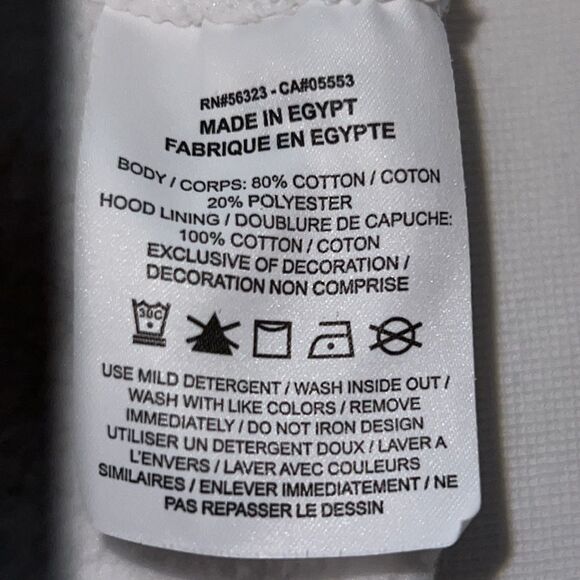 RN#56323 - CA#05553
MADE IN EGYPT
FABRIQUE EN EGYPTE
BODY / CORPS: 80% COTTON / COTON
20% POLYESTER
HOOD LINING / DOUBLURE DE CAPUCHE:
100% COTTON / COTON
EXCLUSIVE OF DECORATION /
DECORATION NON COMPRISE
30C
USE MILD DETERGENT / WASH INSIDE OUT /
WASH WITH LIKE COLORS / REMOVE
IMMEDIATELY / DO NOT IRON DESIGN
UTILISER UN DETERGENT DOUX / LAVER A
L'ENVERS / LAVER AVEC COULEURS
SIMILAIRES / ENLEVER IMMEDIATEMENT / NE
PAS REPASSER LE DESSIN